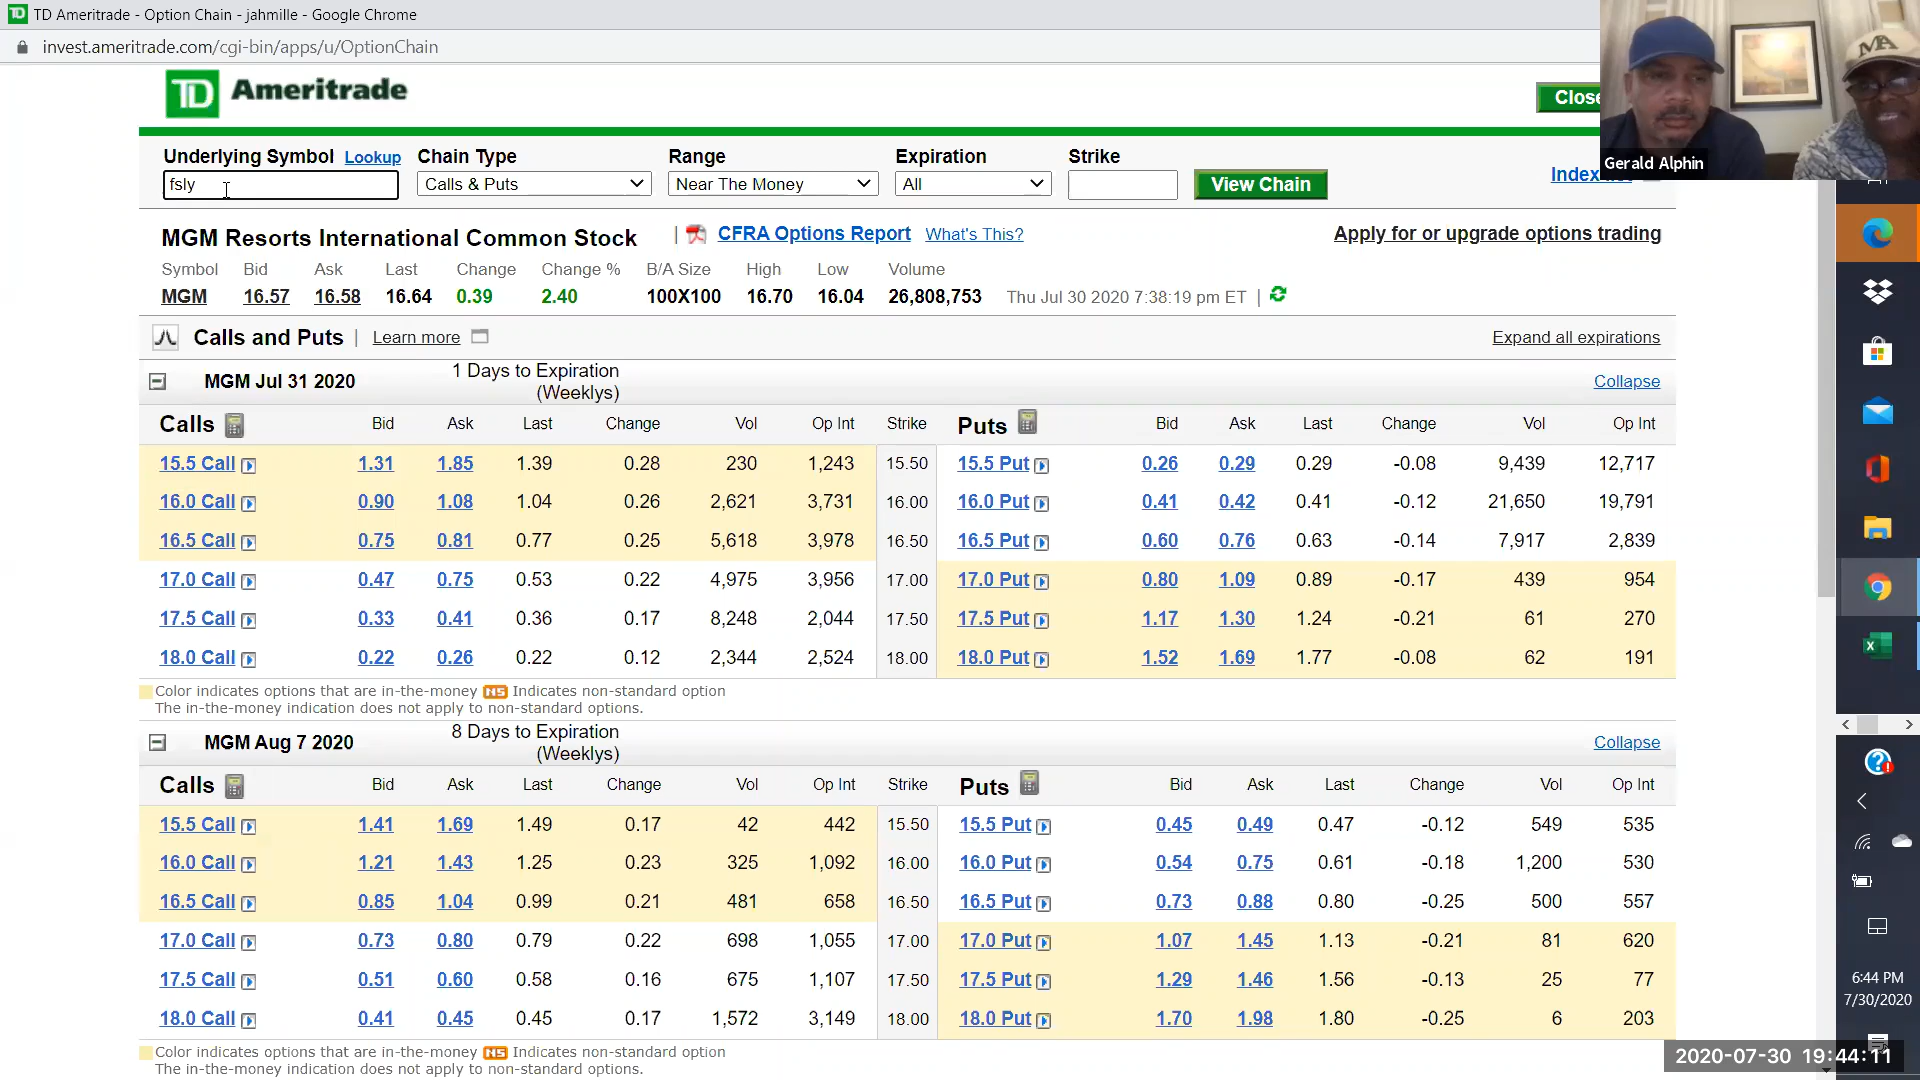 TD Ameritrade - Option Chain - jahmille - Google Chrome
invest.ameritrade.com/cgi-bin/apps/u/OptionChain
TD Ameritrade
Underlying Symbol Lookup Chain Type Range Expiration Strike
fsly Calls & Puts Near The Money All View Chain
MGM Resorts International Common Stock | CFRA Options Report What's This? Apply for or upgrade options trading
Symbol Bid Ask Last Change Change % B/A Size High Low Volume
MGM 16.57 16.58 16.64 0.39 2.40 100X100 16.70 16.04 26,808,753 Thu Jul 30 2020 7:38:19 pm ET |
Calls and Puts | Learn more Expand all expirations
MGM Jul 31 2020 1 Days to Expiration (Weeklys) Collapse
Calls Bid Ask Last Change Vol Op Int Strike Puts Bid Ask Last Change Vol Op Int
15.5 Call 1.31 1.85 1.39 0.28 230 1,243 15.50 15.5 Put 0.26 0.29 0.29 -0.08 9,439 12,717
16.0 Call 0.90 1.08 1.04 0.26 2,621 3,731 16.00 16.0 Put 0.41 0.42 0.41 -0.12 21,650 19,791
16.5 Call 0.75 0.81 0.77 0.25 5,618 3,978 16.50 16.5 Put 0.60 0.76 0.63 -0.14 7,917 2,839
17.0 Call 0.47 0.75 0.53 0.22 4,975 3,956 17.00 17.0 Put 0.80 1.09 0.89 -0.17 439 954
17.5 Call 0.33 0.41 0.36 0.17 8,248 2,044 17.50 17.5 Put 1.17 1.30 1.24 -0.21 61 270
18.0 Call 0.22 0.26 0.22 0.12 2,344 2,524 18.00 18.0 Put 1.52 1.69 1.77 -0.08 62 191
Color indicates options that are in-the-money NS Indicates non-standard option
The in-the-money indication does not apply to non-standard options.
MGM Aug 7 2020 8 Days to Expiration (Weeklys) Collapse
Calls Bid Ask Last Change Vol Op Int Strike Puts Bid Ask Last Change Vol Op Int
15.5 Call 1.41 1.69 1.49 0.17 42 442 15.50 15.5 Put 0.45 0.49 0.47 -0.12 549 535
16.0 Call 1.21 1.43 1.25 0.23 325 1,092 16.00 16.0 Put 0.54 0.75 0.61 -0.18 1,200 530
16.5 Call 0.85 1.04 0.99 0.21 481 658 16.50 16.5 Put 0.73 0.88 0.80 -0.25 500 557
17.0 Call 0.73 0.80 0.79 0.22 698 1,055 17.00 17.0 Put 1.07 1.45 1.13 -0.21 81 620
17.5 Call 0.51 0.60 0.58 0.16 675 1,107 17.50 17.5 Put 1.29 1.46 1.56 -0.13 25 77
18.0 Call 0.41 0.45 0.45 0.17 1,572 3,149 18.00 18.0 Put 1.70 1.98 1.80 -0.25 6 203
Color indicates options that are in-the-money NS Indicates non-standard option
The in-the-money indication does not apply to non-standard options.
Close
Index
MA
Gerald Alphin
6:44 PM
7/30/2020
2020-07-30 19:44:11